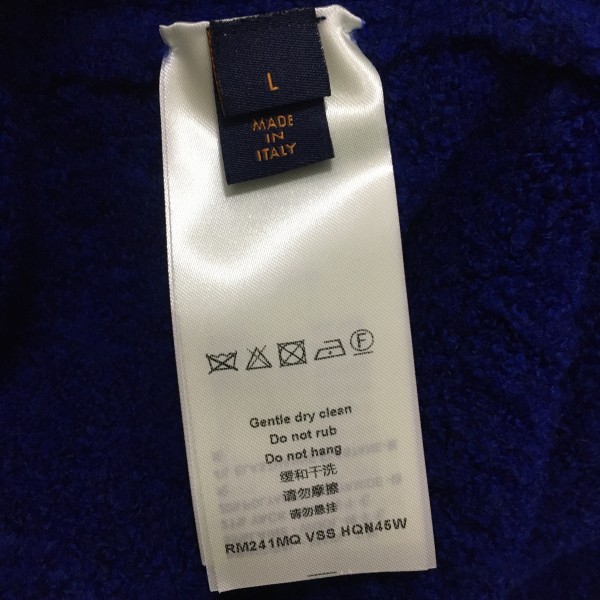 L
MADE
IN
ITALY
F
Gentle dry clean
Do not rub
Do not hang
缓和干洗
请勿摩擦
请勿悬挂
RM241MQ VSS HQN45W